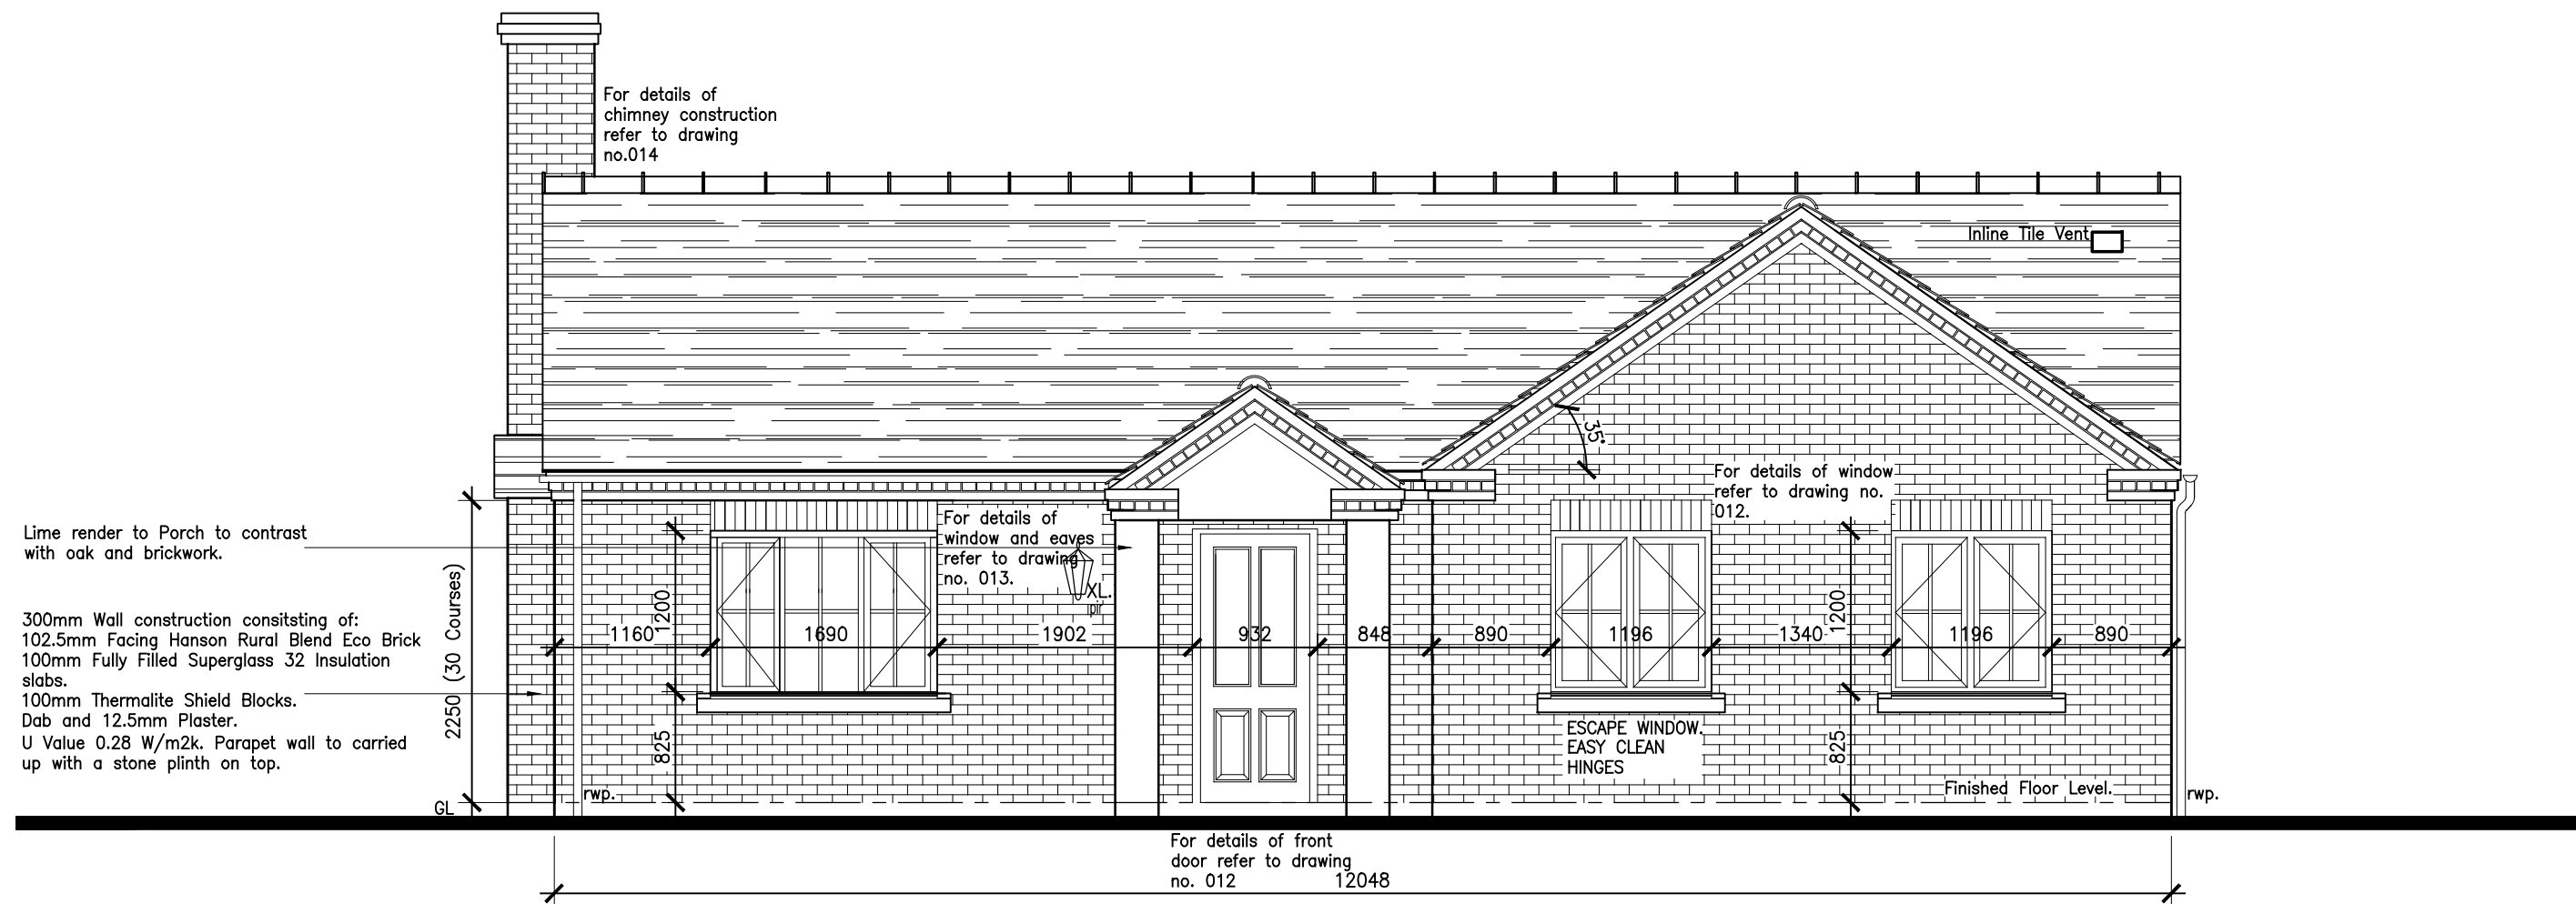 For details of
chimney construction
refer to drawing
no.014
Inline Tile Vent
35°
For details of window
refer to drawing no.
012.
Lime render to Porch to contrast
with oak and brickwork.
For details of
window and eaves
refer to drawing
no. 013.
XL.
pir
300mm Wall construction consitsting of:
102.5mm Facing Hanson Rural Blend Eco Brick
100mm Fully Filled Superglass 32 Insulation
slabs.
100mm Thermalite Shield Blocks.
Dab and 12.5mm Plaster.
U Value 0.28 W/m2k. Parapet wall to carried
up with a stone plinth on top.
2250 (30 Courses)
1200
1200
1160 1690 1902 932 848 890 1196 1340 1196 890
825
825
ESCAPE WINDOW.
EASY CLEAN
HINGES
Finished Floor Level.
rwp.
rwp.
GL
For details of front
door refer to drawing
no. 012
12048